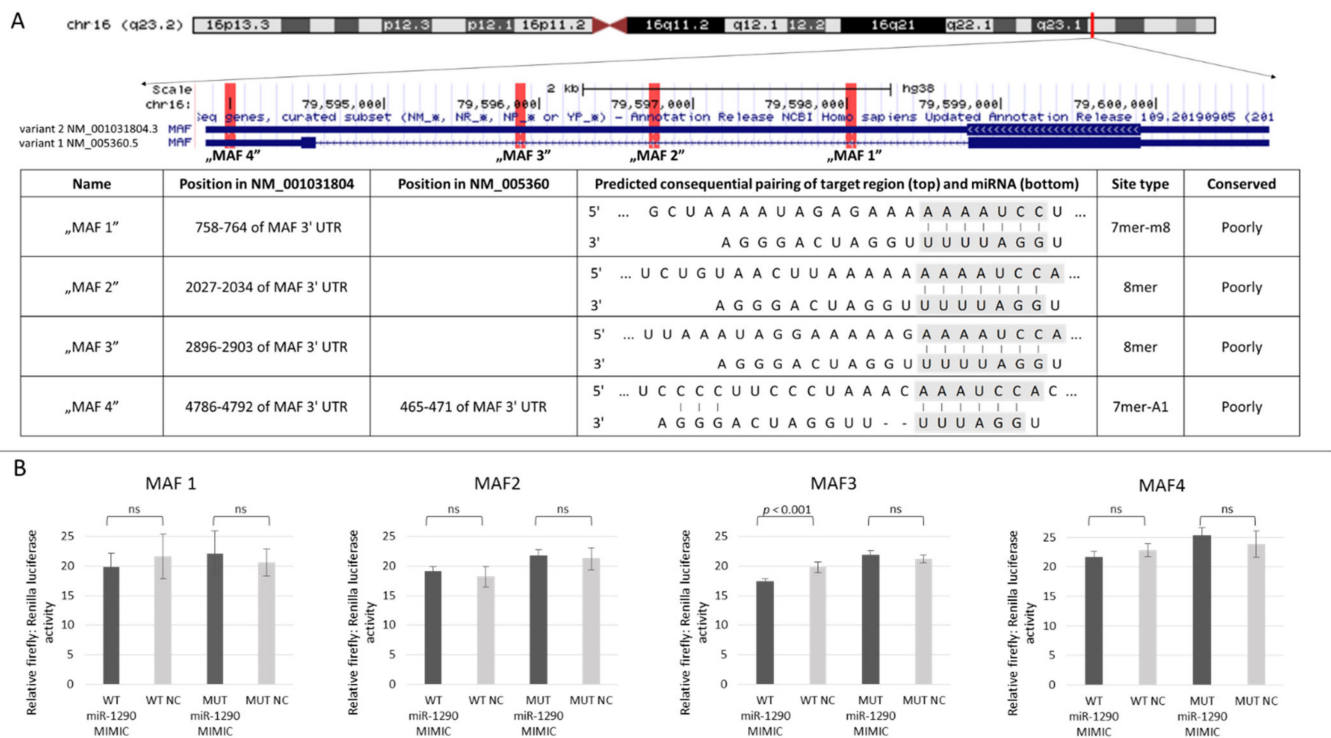 A
chr16 (q23.2) 16p13.3 p12.3 p12.1 16p11.2 16q11.2 q12.1 12.2 16q21 q22.1 q23.1
Scale 2 kb hg38
chr16: 79,595,000 79,596,000 79,597,000 79,598,000 79,599,000 79,600,000
genes, curated subset (NM_*, NR_*, NP_* or YP_*) – Annotation Release NCBI Homo sapiens Updated Annotation Release 109.20190905 (201
variant 2 NM_001031804.3 MAF
variant 1 NM_005360.5 MAF
„MAF 4” „MAF 3” „MAF 2” „MAF 1”
Name Position in NM_001031804 Position in NM_005360 Predicted consequential pairing of target region (top) and miRNA (bottom) Site type Conserved
5' ... G C U A A A A U A G A G A A A A A A A U C C U ...
„MAF 1” 758-764 of MAF 3' UTR 7mer-m8 Poorly
3' A G G G A C U A G G U U U U U A G G U
5' ... U C U G U A A C U U A A A A A A A A A U C C A ...
„MAF 2” 2027-2034 of MAF 3' UTR 8mer Poorly
3' A G G G A C U A G G U U U U U A G G U
5' ... U U A A A U A G G A A A A A G A A A A U C C A ...
„MAF 3” 2896-2903 of MAF 3' UTR 8mer Poorly
3' A G G G A C U A G G U U U U U A G G U
5' ... U C C C C U U C C C U A A A C A A A U C C A C ...
„MAF 4” 4786-4792 of MAF 3' UTR 465-471 of MAF 3' UTR 7mer-A1 Poorly
3' A G G G A C U A G G U U - - U U U A G G U
B
MAF 1
ns ns
Relative firefly: Renilla luciferase
activity
25
20
15
10
5
0
WT WT NC MUT MUT NC
miR-1290 miR-1290
MIMIC MIMIC
MAF2
ns ns
Relative firefly: Renilla luciferase
activity
25
20
15
10
5
0
WT WT NC MUT MUT NC
miR-1290 miR-1290
MIMIC MIMIC
MAF3
p < 0.001 ns
Relative firefly: Renilla luciferase
activity
25
20
15
10
5
0
WT WT NC MUT MUT NC
miR-1290 miR-1290
MIMIC MIMIC
MAF4
ns ns
Relative firefly: Renilla luciferase
activity
25
20
15
10
5
0
WT WT NC MUT MUT NC
miR-1290 miR-1290
MIMIC MIMIC